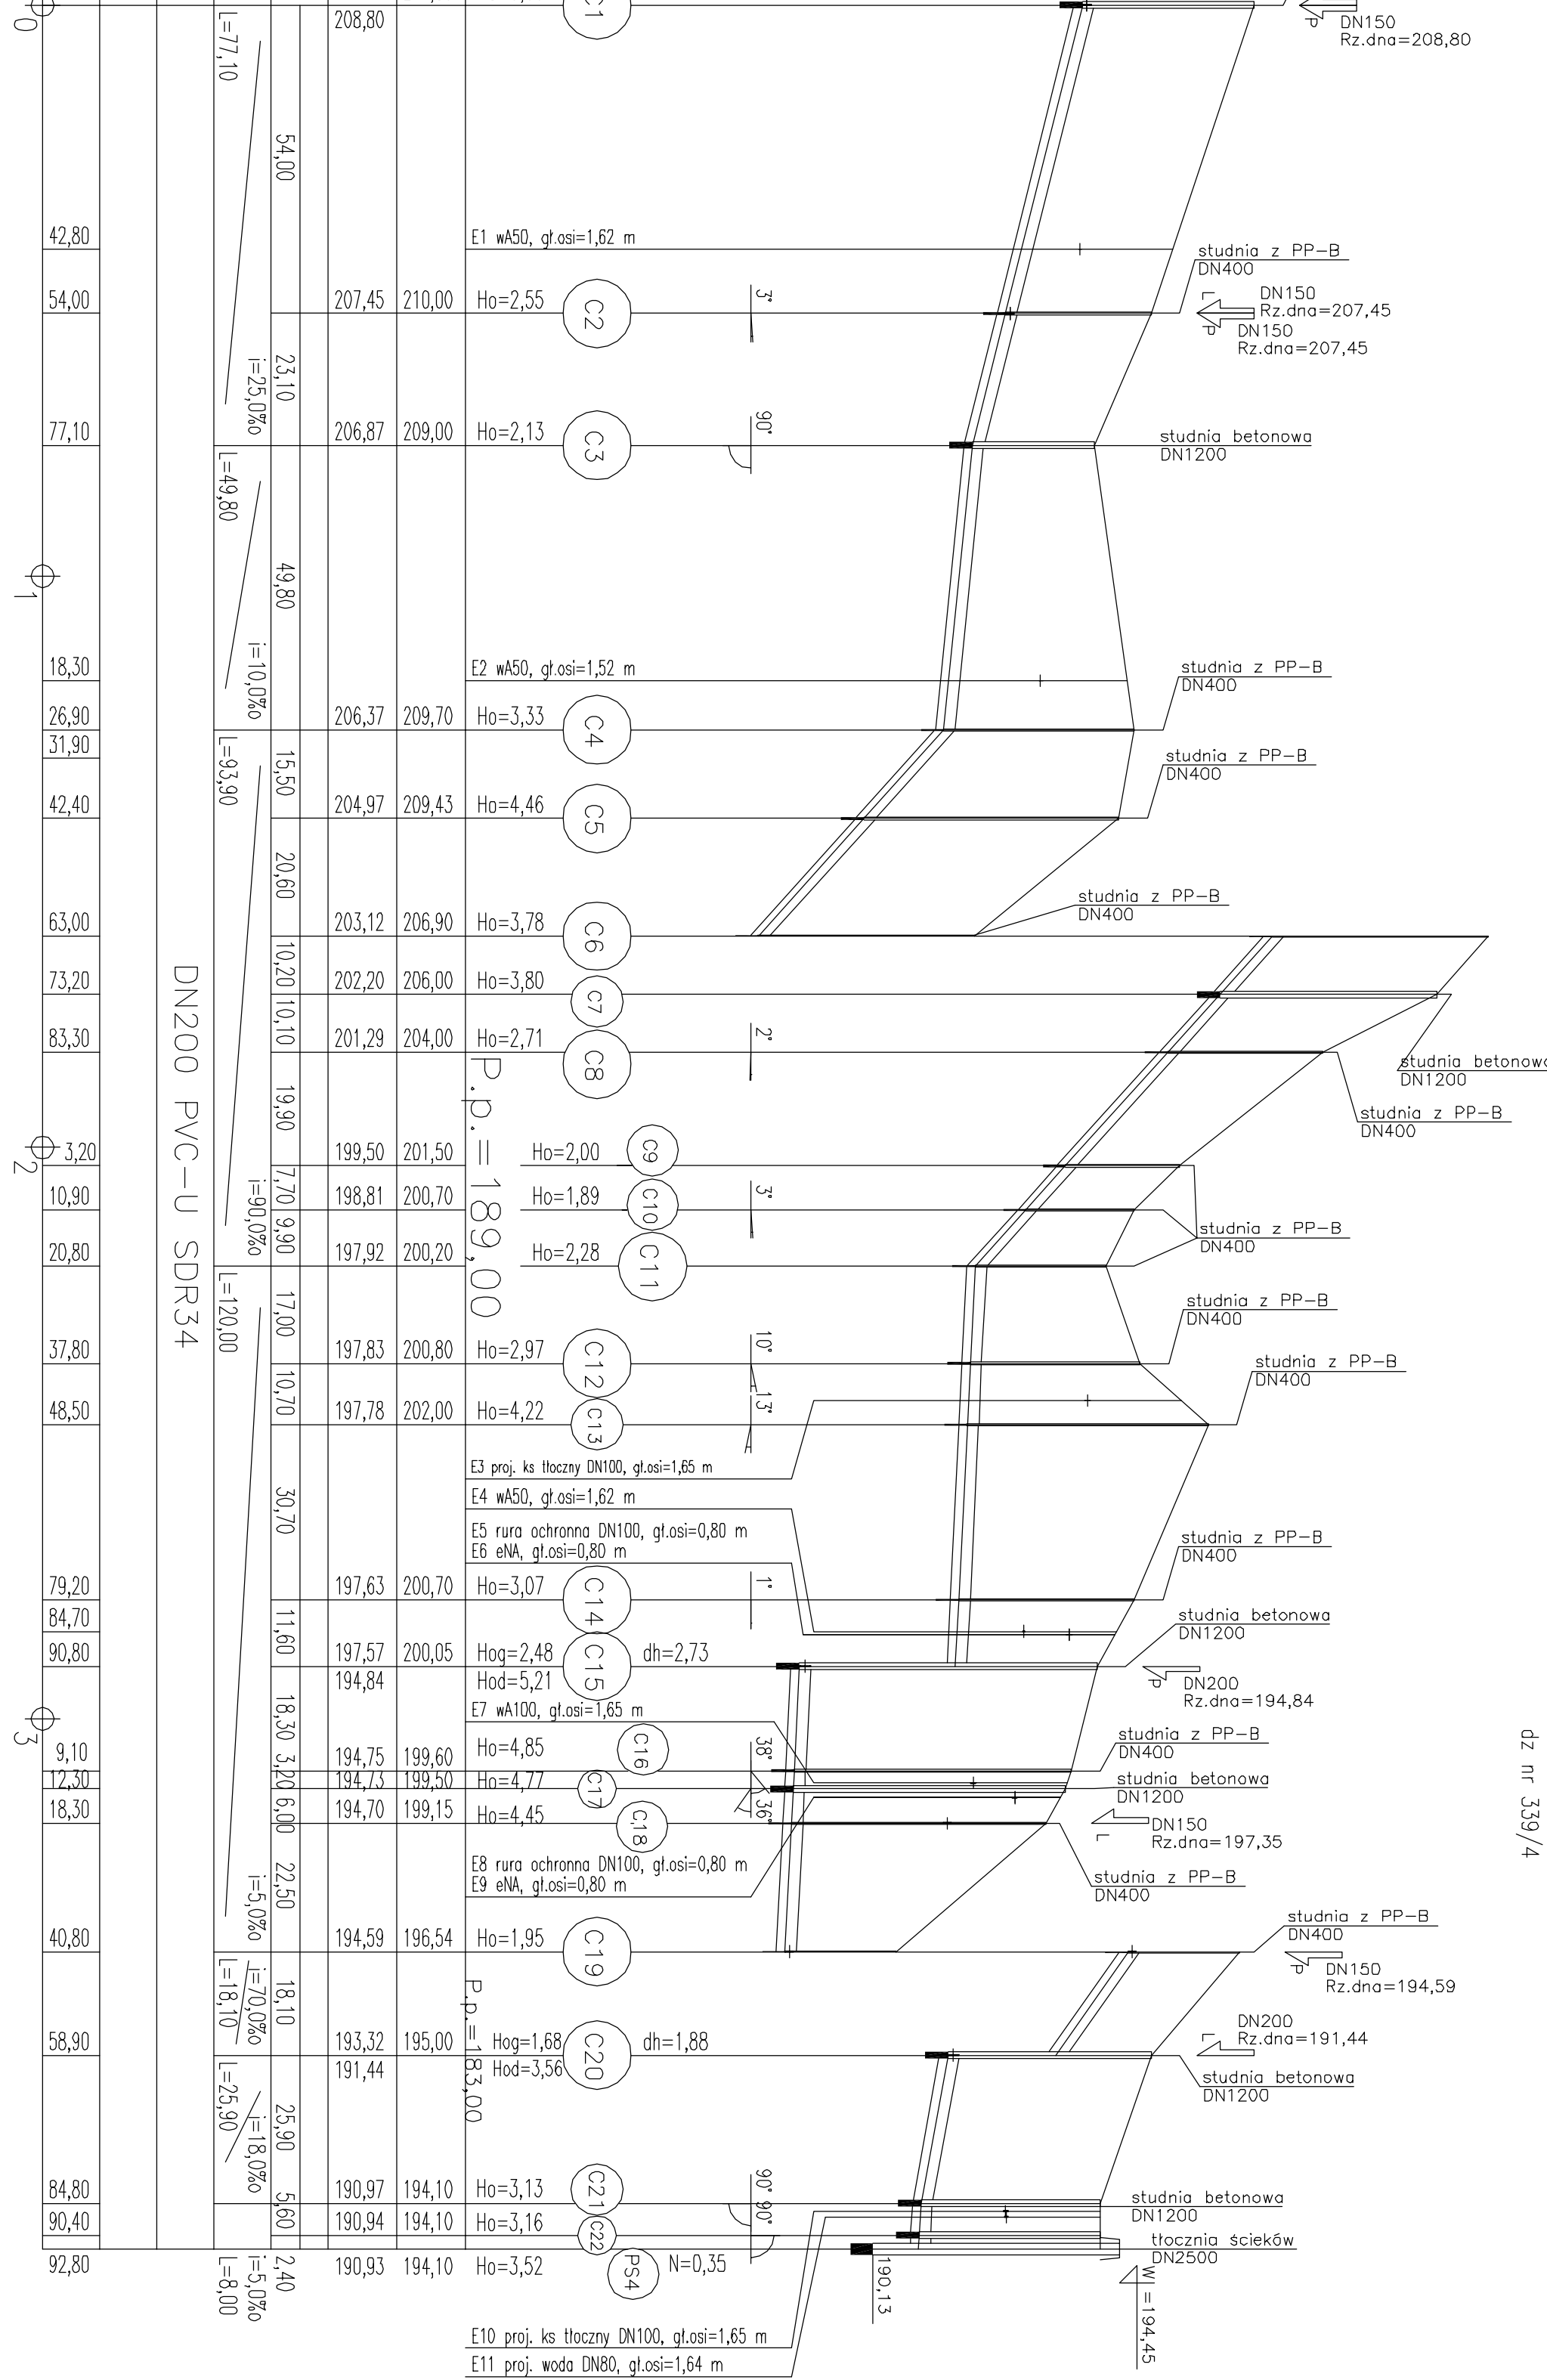 208,80
C1
DN150
Rz.dna=208,80
P
0
L=77,10
54,00
42,80
E1 wA50, gł.osi=1,62 m
studnia z PP-B
DN400
54,00
207,45
210,00
Ho=2,55
C2
3°
L
DN150
Rz.dna=207,45
P
DN150
Rz.dna=207,45
23,10
i=25,0‰
77,10
206,87
209,00
Ho=2,13
C3
90°
studnia betonowa
DN1200
L=49,80
49,80
1
i=10,0‰
18,30
E2 wA50, gł.osi=1,52 m
studnia z PP-B
DN400
26,90
206,37
209,70
Ho=3,33
C4
31,90
L=93,90
15,50
studnia z PP-B
DN400
42,40
204,97
209,43
Ho=4,46
C5
20,60
studnia z PP-B
DN400
63,00
203,12
206,90
Ho=3,78
C6
10,20
73,20
202,20
206,00
Ho=3,80
C7
10,10
83,30
201,29
204,00
Ho=2,71
C8
2°
studnia betonowa
DN1200
studnia z PP-B
DN400
P.p.=189,00
DN200 PVC-U SDR34
19,90
2
3,20
199,50
201,50
Ho=2,00
C9
7,70
10,90
198,81
200,70
Ho=1,89
C10
3°
9,90
i=90,0‰
studnia z PP-B
DN400
20,80
197,92
200,20
Ho=2,28
C11
L=120,00
17,00
studnia z PP-B
DN400
37,80
197,83
200,80
Ho=2,97
C12
10°
10,70
studnia z PP-B
DN400
48,50
197,78
202,00
Ho=4,22
C13
13°
E3 proj. ks tłoczny DN100, gł.osi=1,65 m
E4 wA50, gł.osi=1,62 m
30,70
E5 rura ochronna DN100, gł.osi=0,80 m
E6 eNA, gł.osi=0,80 m
studnia z PP-B
DN400
79,20
197,63
200,70
Ho=3,07
C14
1°
84,70
11,60
studnia betonowa
DN1200
90,80
197,57
200,05
Hog=2,48
C15
dh=2,73
194,84
Hod=5,21
P
DN200
Rz.dna=194,84
E7 wA100, gł.osi=1,65 m
18,30
3
9,10
194,75
199,60
Ho=4,85
C16
38°
studnia z PP-B
DN400
3,20
12,30
194,73
199,50
Ho=4,77
C17
36°
studnia betonowa
DN1200
6,00
18,30
194,70
199,15
Ho=4,45
C18
L
DN150
Rz.dna=197,35
dz nr 339/4
E8 rura ochronna DN100, gł.osi=0,80 m
E9 eNA, gł.osi=0,80 m
studnia z PP-B
DN400
22,50
i=5,0‰
studnia z PP-B
DN400
40,80
194,59
196,54
Ho=1,95
C19
P
DN150
Rz.dna=194,59
P.p.=183,00
18,10
i=70,0‰
L=18,10
58,90
193,32
195,00
Hog=1,68
C20
dh=1,88
191,44
Hod=3,56
L
DN200
Rz.dna=191,44
studnia betonowa
DN1200
L=25,90
25,90
i=18,0‰
84,80
190,97
194,10
Ho=3,13
C21
90°
studnia betonowa
DN1200
5,60
90,40
190,94
194,10
Ho=3,16
C22
90°
tłocznia ścieków
DN2500
92,80
2,40
i=5,0‰
L=8,00
190,93
194,10
Ho=3,52
PS4
N=0,35
190,13
=194,45
E10 proj. ks tłoczny DN100, gł.osi=1,65 m
E11 proj. woda DN80, gł.osi=1,64 m